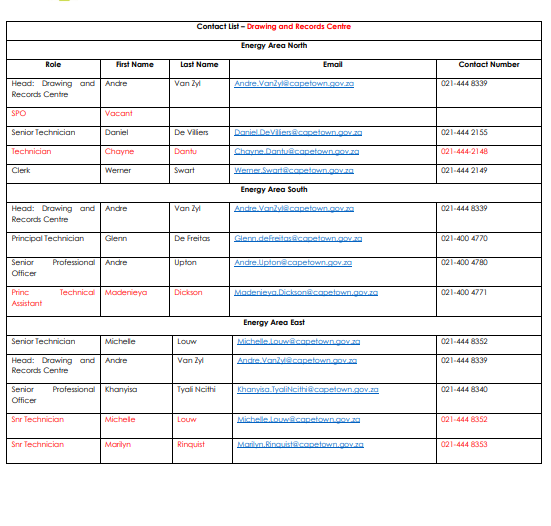 Contact List – Drawing and Records Centre
Energy Area North
Role First Name Last Name Email Contact Number
Head: Drawing and Andre Van Zyl Andre.VanZyl@capetown.gov.za 021-444 8339
Records Centre
SPO Vacant
Senior Technician Daniel De Villiers Daniel.DeVilliers@capetown.gov.za 021-444 2155
Technician Chayne Dantu Chayne.Dantu@capetown.gov.za 021-444-2148
Clerk Werner Swart Werner.Swart@capetown.gov.za 021-444 2149
Energy Area South
Head: Drawing and Andre Van Zyl Andre.VanZyl@capetown.gov.za 021-444 8339
Records Centre
Principal Technician Glenn De Freitas Glenn.deFreitas@capetown.gov.za 021-400 4770
Senior Professional Andre Upton Andre.Upton@capetown.gov.za 021-400 4780
Officer
Princ Technical Madenieya Dickson Madenieya.Dickson@capetown.gov.za 021-400 4771
Assistant
Energy Area East
Senior Technician Michelle Louw Michelle.Louw@capetown.gov.za 021-444 8352
Head: Drawing and Andre Van Zyl Andre.VanZyl@capetown.gov.za 021-444 8339
Records Centre
Senior Professional Khanyisa Tyali Ncithi Khanyisa.TyaliNcithi@capetown.gov.za 021-444 8340
Officer
Snr Technician Michelle Louw Michelle.Louw@capetown.gov.za 021-444 8352
Snr Technician Marilyn Rinquist Marilyn.Rinquist@capetown.gov.za 021-444 8353